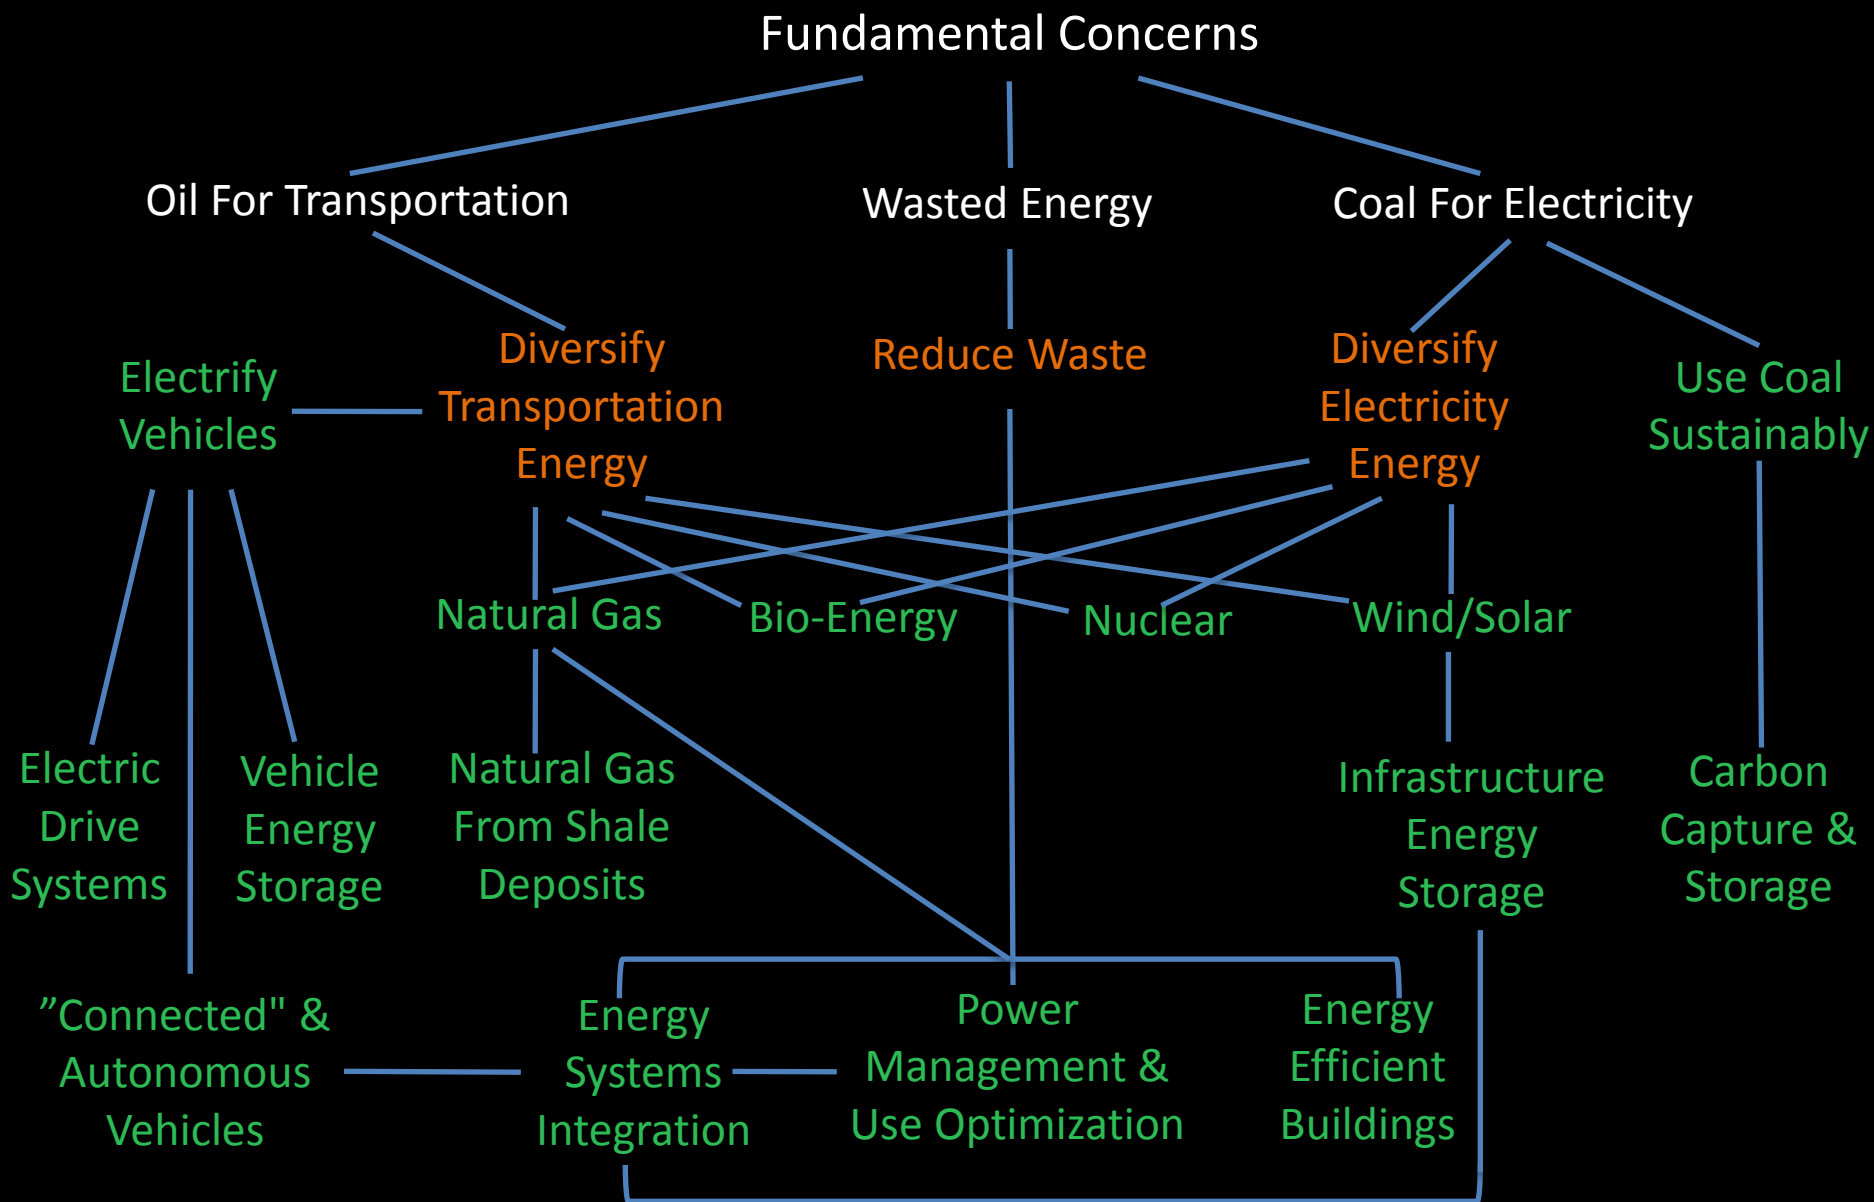 Fundamental Concerns
Oil For Transportation
Wasted Energy
Coal For Electricity
Electrify
Vehicles
Diversify
Transportation
Energy
Reduce Waste
Diversify
Electricity
Energy
Use Coal
Sustainably
Natural Gas
Bio-Energy
Nuclear
Wind/Solar
Electric
Drive
Systems
Vehicle
Energy
Storage
Natural Gas
From Shale
Deposits
Infrastructure
Energy
Storage
Carbon
Capture &
Storage
”Connected" &
Autonomous
Vehicles
Energy
Systems
Integration
Power
Management &
Use Optimization
Energy
Efficient
Buildings